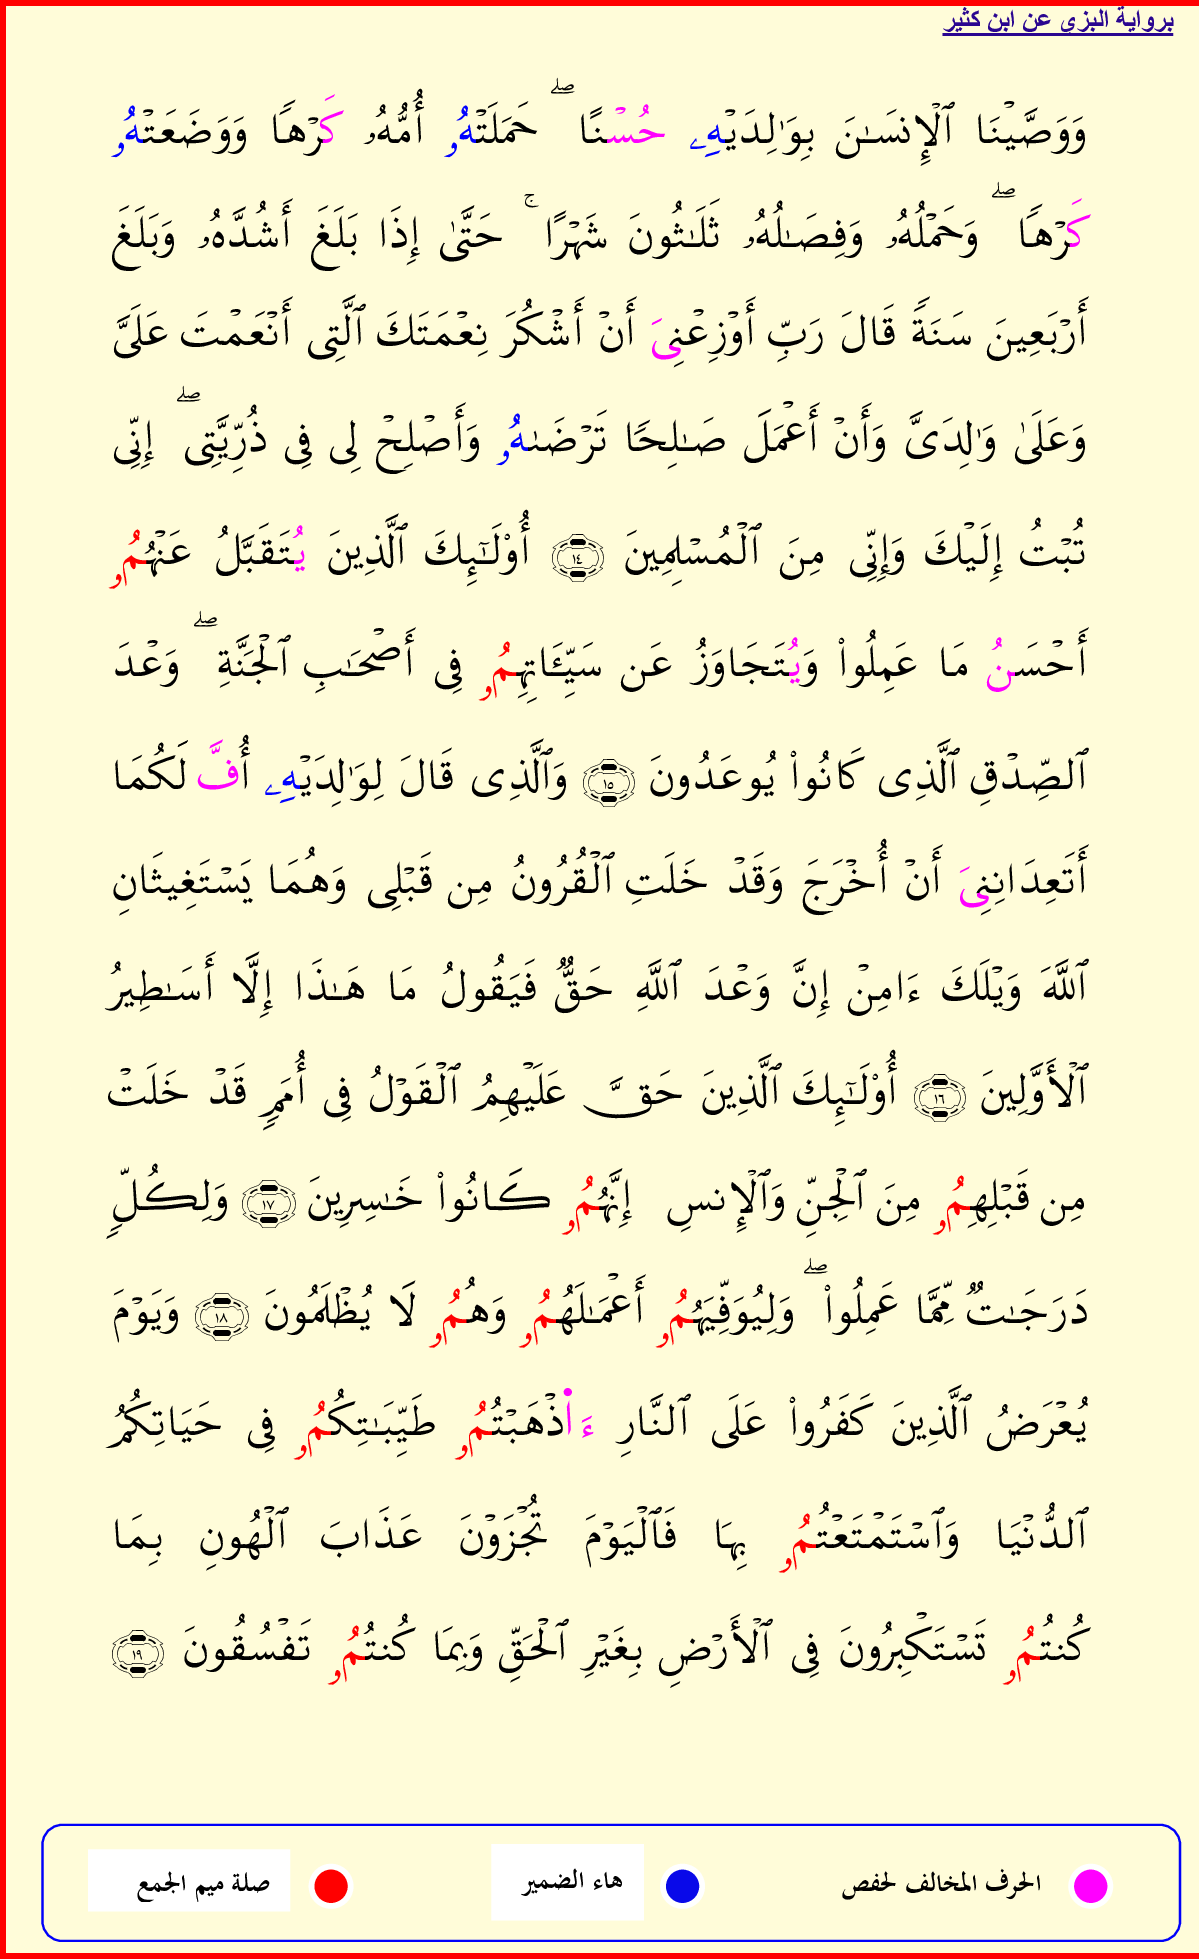 برواية البزي عن ابن كثير
وَوَصَّيْنَا ٱلْإِنسَـٰنَ بِوَٰلِدَيْهِۦ حُسْنًا ۖ حَمَلَتْهُۥ أُمُّهُۥ كَرْهًا وَوَضَعَتْهُۥ
كَرْهًا ۖ وَحَمْلُهُۥ وَفِصَـٰلُهُۥ ثَلَـٰثُونَ شَهْرًا ۚ حَتَّىٰ إِذَا بَلَغَ أَشُدَّهُۥ وَبَلَغَ
أَرْبَعِينَ سَنَةً قَالَ رَبِّ أَوْزِعْنِىَ أَنْ أَشْكُرَ نِعْمَتَكَ ٱلَّتِى أَنْعَمْتَ عَلَىَّ
وَعَلَىٰ وَٰلِدَىَّ وَأَنْ أَعْمَلَ صَـٰلِحًا تَرْضَىٰهُۥ وَأَصْلِحْ لِى فِى ذُرِّيَّتِى ۖ إِنِّى
تُبْتُ إِلَيْكَ وَإِنِّى مِنَ ٱلْمُسْلِمِينَ ١٤ أُوْلَـٰٓئِكَ ٱلَّذِينَ يُتَقَبَّلُ عَنْهُمُۥ
أَحْسَنُ مَا عَمِلُواْ وَيُتَجَاوَزُ عَن سَيِّـَٔاتِهِمُۥ فِى أَصْحَـٰبِ ٱلْجَنَّةِ ۖ وَعْدَ
ٱلصِّدْقِ ٱلَّذِى كَانُواْ يُوعَدُونَ ١٥ وَٱلَّذِى قَالَ لِوَٰلِدَيْهِۦ أُفَّ لَكُمَا
أَتَعِدَانِنِىَ أَنْ أُخْرَجَ وَقَدْ خَلَتِ ٱلْقُرُونُ مِن قَبْلِى وَهُمَا يَسْتَغِيثَانِ
ٱللَّهَ وَيْلَكَ ءَامِنْ إِنَّ وَعْدَ ٱللَّهِ حَقٌّ فَيَقُولُ مَا هَـٰذَا إِلَّا أَسَـٰطِيرُ
ٱلْأَوَّلِينَ ١٦ أُوْلَـٰٓئِكَ ٱلَّذِينَ حَقَّ عَلَيْهِمُ ٱلْقَوْلُ فِى أُمَمٍ قَدْ خَلَتْ
مِن قَبْلِهِمُۥ مِنَ ٱلْجِنِّ وَٱلْإِنسِ إِنَّهُمُۥ كَانُواْ خَـٰسِرِينَ ١٧ وَلِكُلٍّ
دَرَجَـٰتٌ مِّمَّا عَمِلُواْ ۖ وَلِيُوَفِّيَهُمُۥ أَعْمَـٰلَهُمُۥ وَهُمُۥ لَا يُظْلَمُونَ ١٨ وَيَوْمَ
يُعْرَضُ ٱلَّذِينَ كَفَرُواْ عَلَى ٱلنَّارِ ءَا۬ذْهَبْتُمُۥ طَيِّبَـٰتِكُمُۥ فِى حَيَاتِكُمُ
ٱلدُّنْيَا وَٱسْتَمْتَعْتُمُۥ بِهَا فَٱلْيَوْمَ تُجْزَوْنَ عَذَابَ ٱلْهُونِ بِمَا
كُنتُمُۥ تَسْتَكْبِرُونَ فِى ٱلْأَرْضِ بِغَيْرِ ٱلْحَقِّ وَبِمَا كُنتُمُۥ تَفْسُقُونَ ١٩
الحرف المخالف لحفص هاء الضمير صلة ميم الجمع